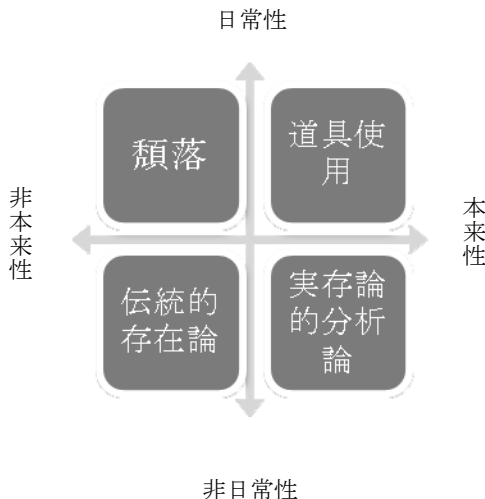 日常性
頽落
道具使
用
非本来性
本来性
伝統的
存在論
実存論
的分析
論
非日常性